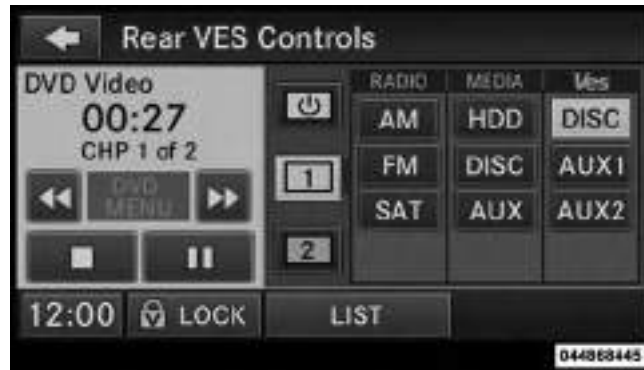 Rear VES Controls
DVD Video
00:27
CHP 1 of 2
DVD MENU
1
2
RADIO MEDIA Ves
AM HDD DISC
FM DISC AUX1
SAT AUX AUX2
12:00 LOCK LIST
044868445